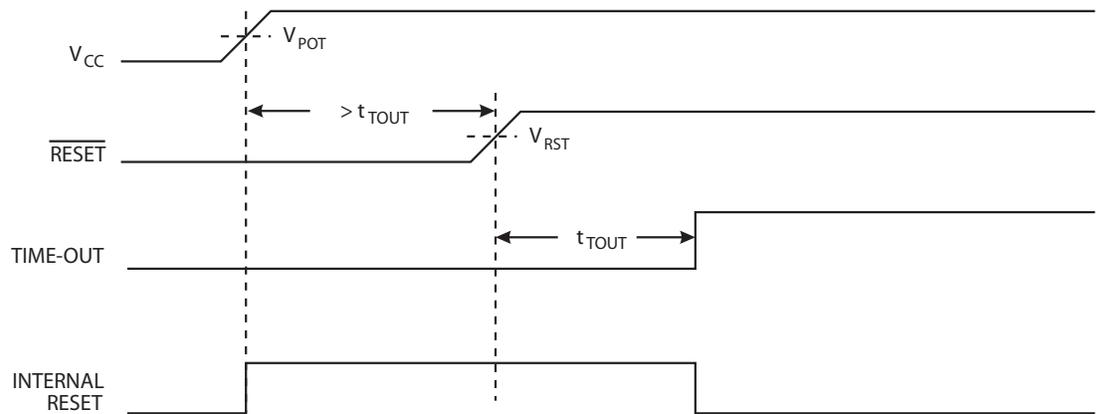 V_CC
V_POT
> t_TOUT
RESET
V_RST
t_TOUT
TIME-OUT
INTERNAL
RESET